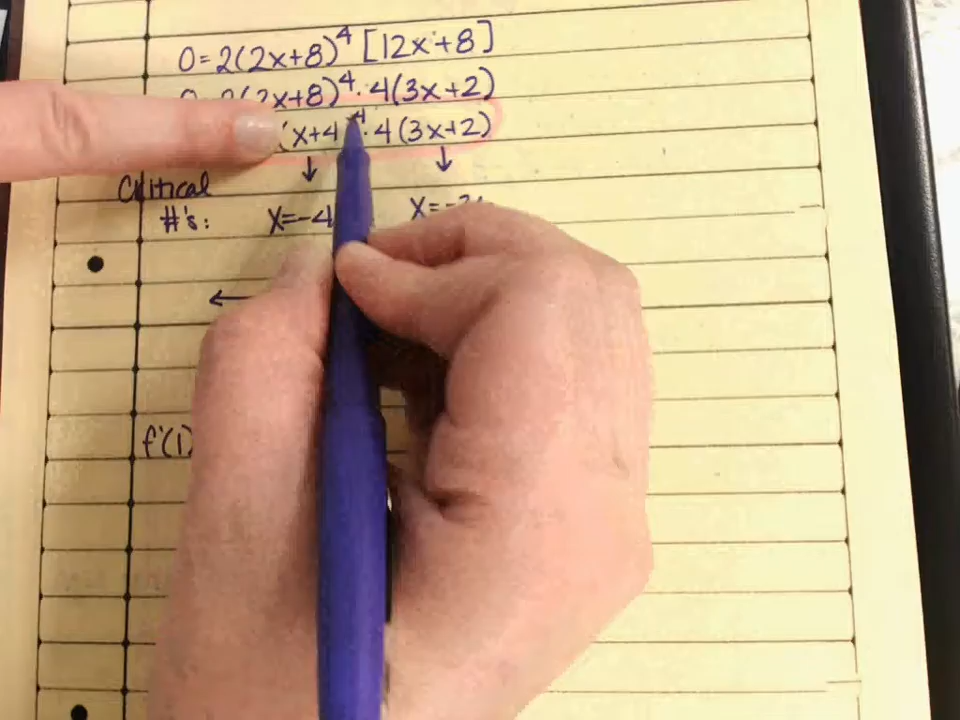 0=2(2x+8)⁴[12x+8]
2x+8)⁴·4(3x+2)
(x+4 ⁴·4(3x+2)
↓ ↓
Critical
#'s: X=-4 X=-2
←
f'(1)